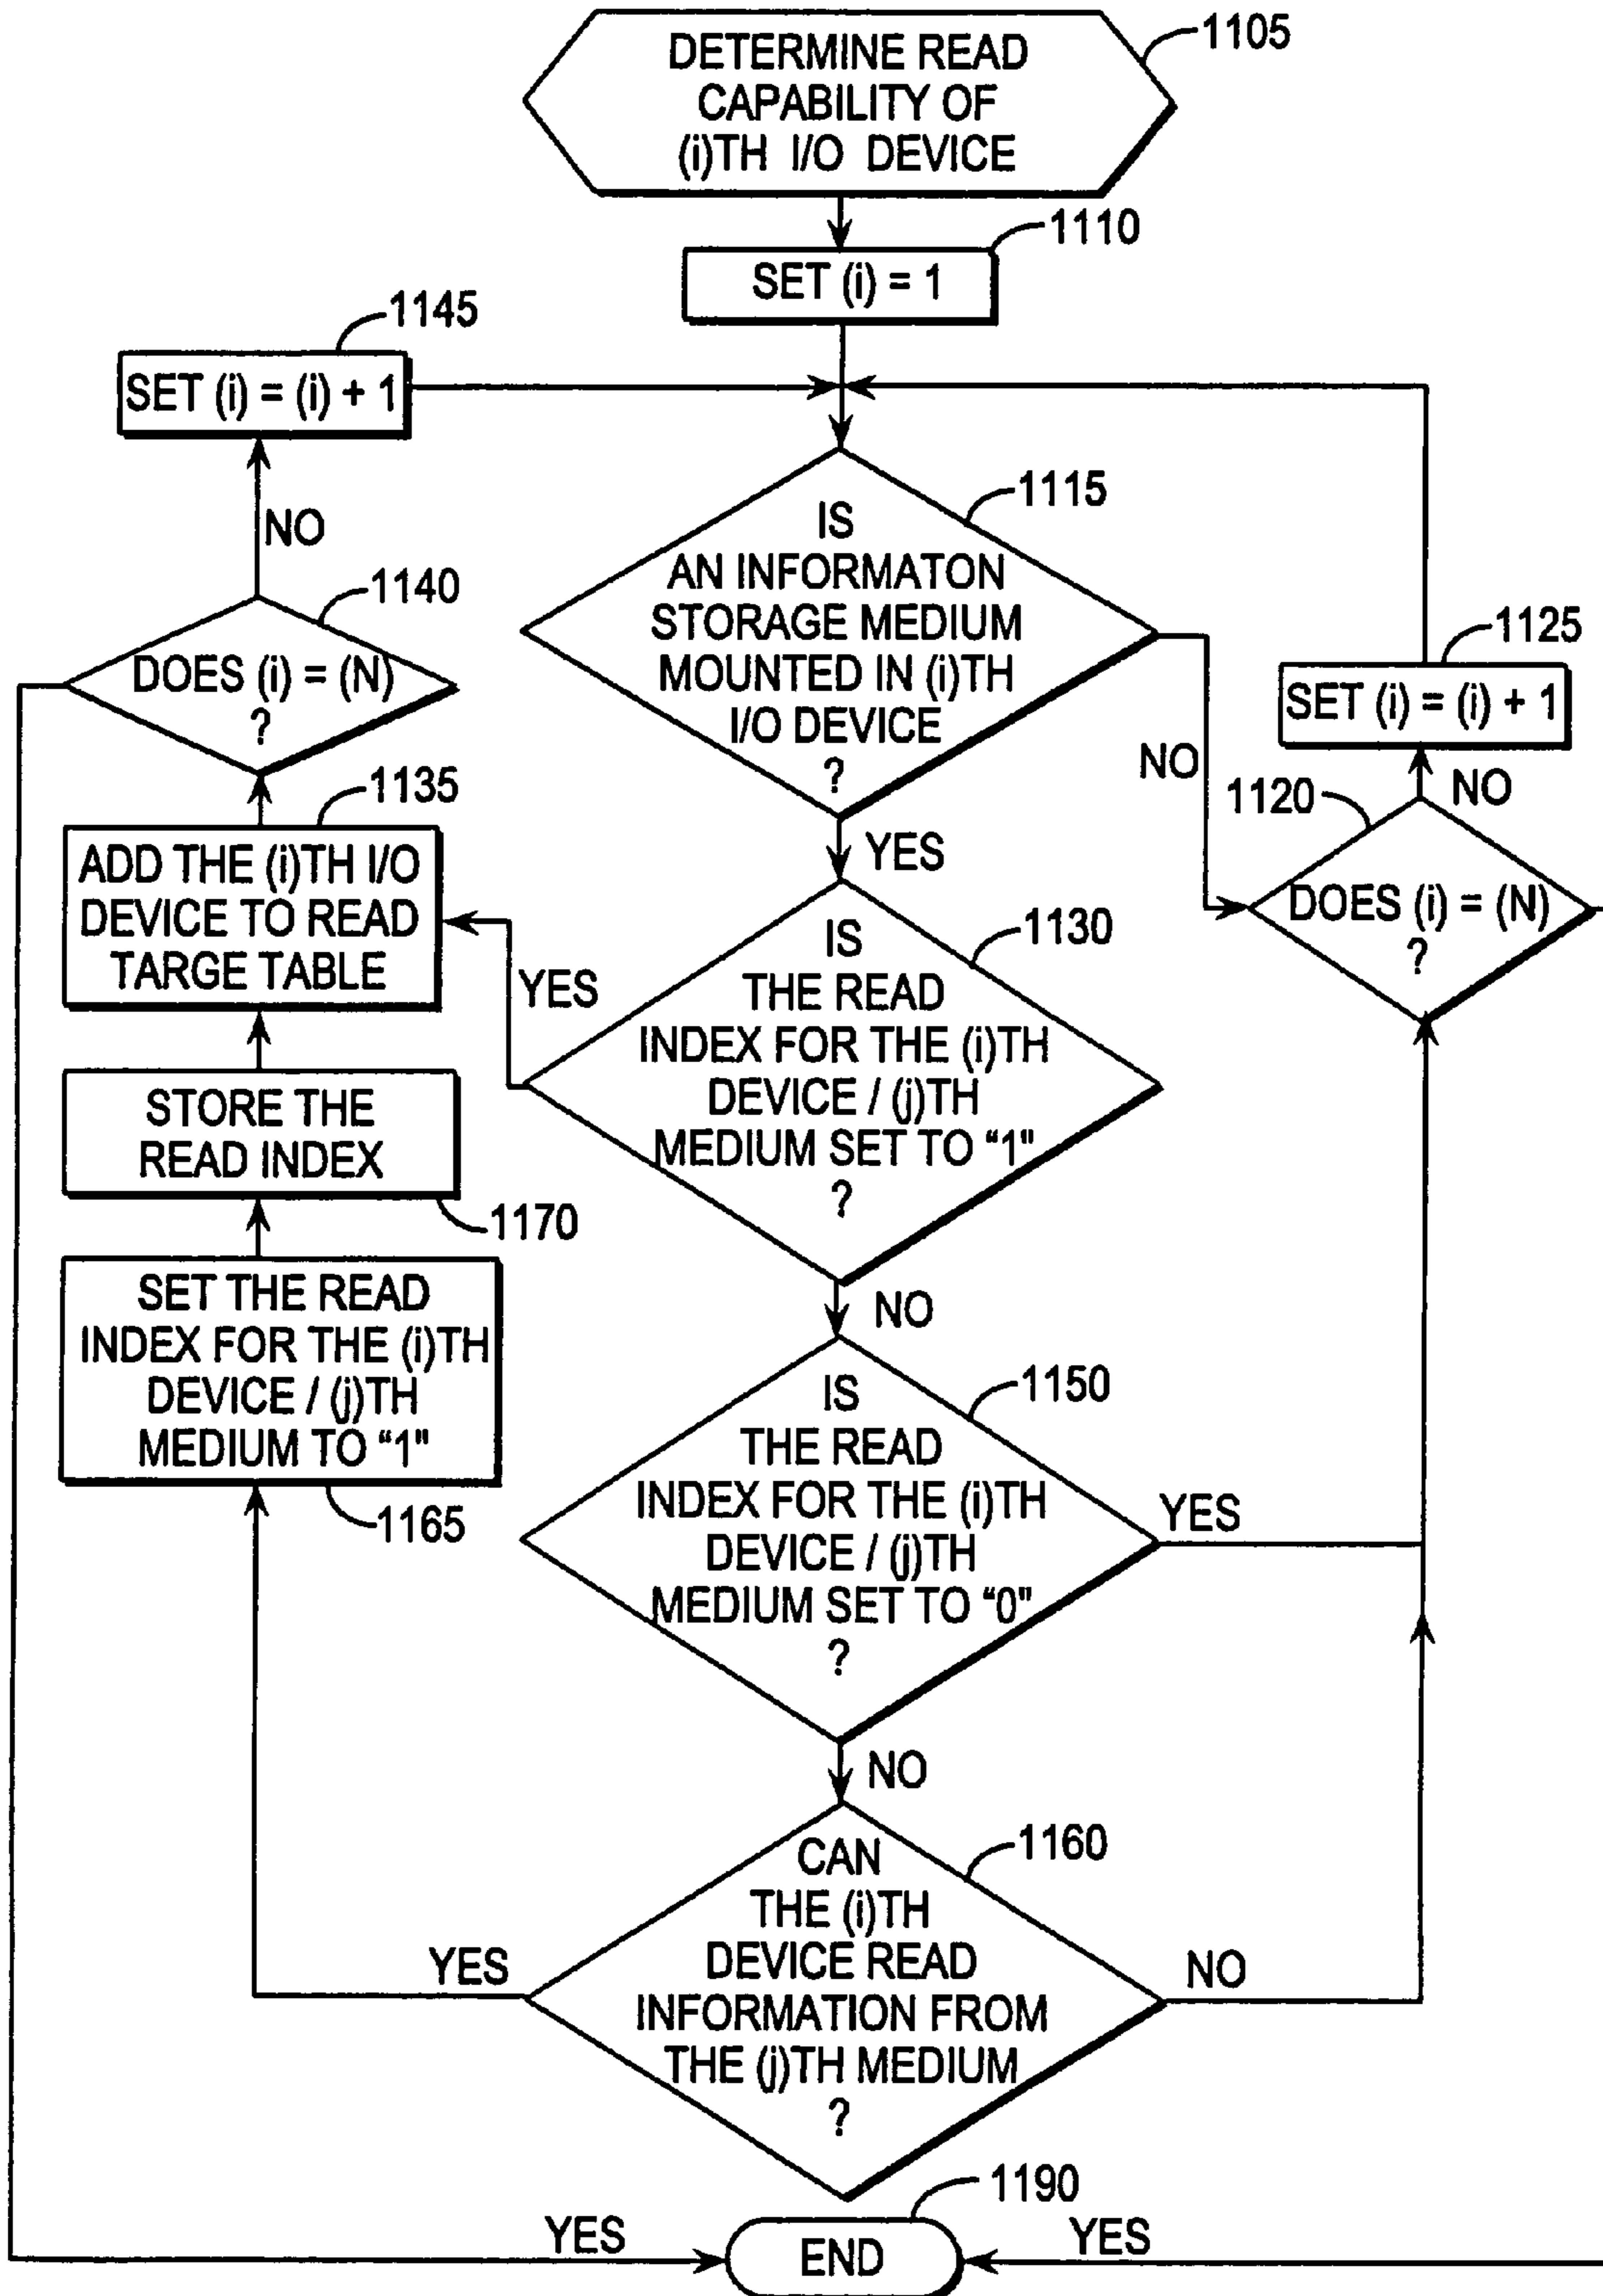 DETERMINE READ
CAPABILITY OF
(i)TH I/O DEVICE
1105
1110
SET (i) = 1
1145
SET (i) = (i) + 1
NO
1140
DOES (i) = (N)
?
1135
ADD THE (i)TH I/O
DEVICE TO READ
TARGE TABLE
STORE THE
READ INDEX
1170
SET THE READ
INDEX FOR THE (i)TH
DEVICE / (j)TH
MEDIUM TO “1"
1165
1115
IS
AN INFORMATON
STORAGE MEDIUM
MOUNTED IN (i)TH
I/O DEVICE
?
NO
YES
1125
SET (i) = (i) + 1
1120
NO
DOES (i) = (N)
?
1130
IS
THE READ
INDEX FOR THE (i)TH
DEVICE / (j)TH
MEDIUM SET TO “1"
?
YES
NO
1150
IS
THE READ
INDEX FOR THE (i)TH
DEVICE / (j)TH
MEDIUM SET TO “0"
?
YES
NO
1160
CAN
THE (i)TH
DEVICE READ
INFORMATION FROM
THE (j)TH MEDIUM
?
YES
NO
1190
YES
END
YES